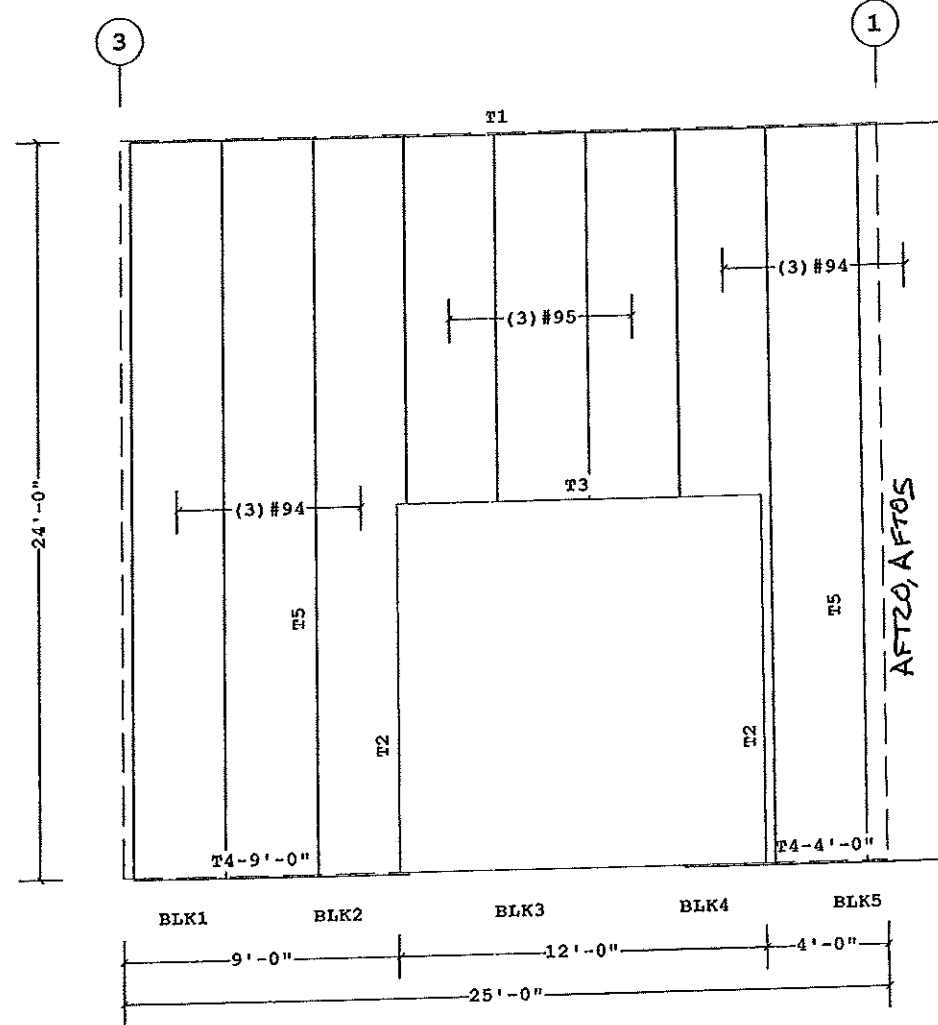 3
1
T1
(3)#94
(3)#95
T3
(3)#94
24'-0"
AFT20, AFT05
T5
T5
T2
T2
T4-9'-0"
T4-4'-0"
BLK1
BLK2
BLK3
BLK4
BLK5
9'-0"
12'-0"
4'-0"
25'-0"